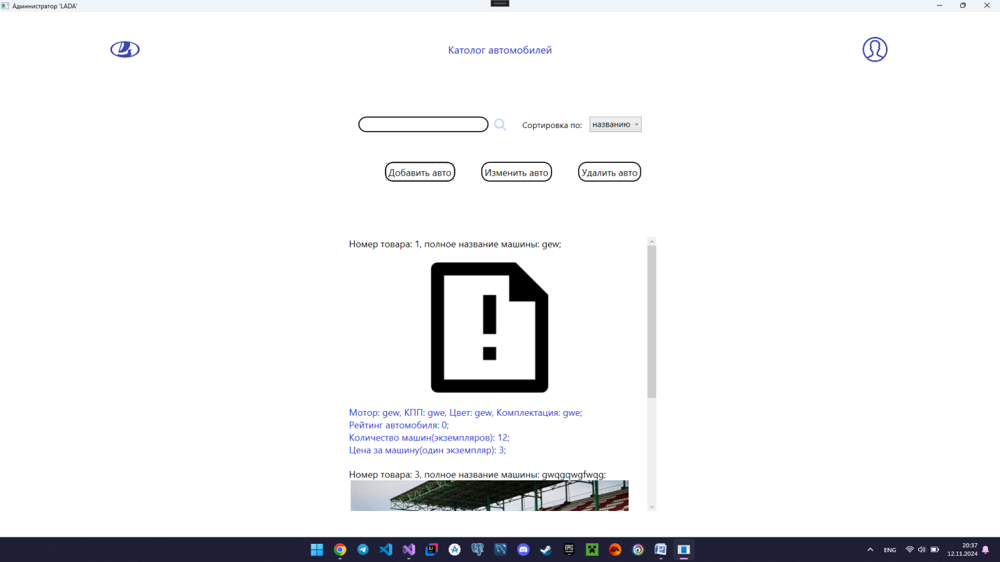 Администратор 'LADA'
Католог автомобилей
Сортировка по: названию
Добавить авто Изменить авто Удалить авто
Номер товара: 1, полное название машины: gew;
Мотор: gew, КПП: gwe, Цвет: gew, Комплектация: gwe;
Рейтинг автомобиля: 0;
Количество машин(экземпляров): 12;
Цена за машину(один экземпляр): 3;
Номер товара: 3, полное название машины: gwqgqwgfwqg;
EPIC
EA
ENG
20:37
12.11.2024